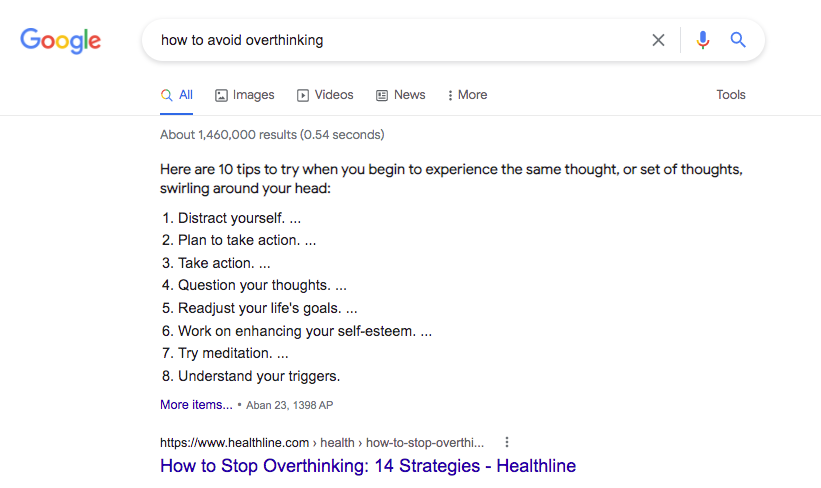 Google
how to avoid overthinking
All Images Videos News More Tools
About 1,460,000 results (0.54 seconds)
Here are 10 tips to try when you begin to experience the same thought, or set of thoughts,
swirling around your head:
1. Distract yourself. ...
2. Plan to take action. ...
3. Take action. ...
4. Question your thoughts. ...
5. Readjust your life's goals. ...
6. Work on enhancing your self-esteem. ...
7. Try meditation. ...
8. Understand your triggers.
More items... • Aban 23, 1398 AP
https://www.healthline.com › health › how-to-stop-overthi...
How to Stop Overthinking: 14 Strategies - Healthline